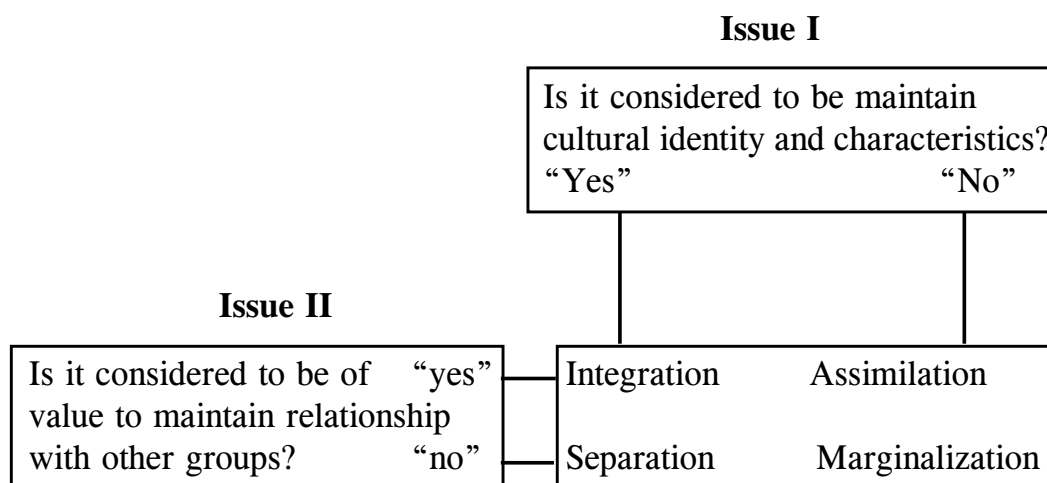 Issue I
Is it considered to be maintain
cultural identity and characteristics?
“Yes” “No”
Issue II
Is it considered to be of “yes”
value to maintain relationship
with other groups? “no”
Integration Assimilation
Separation Marginalization